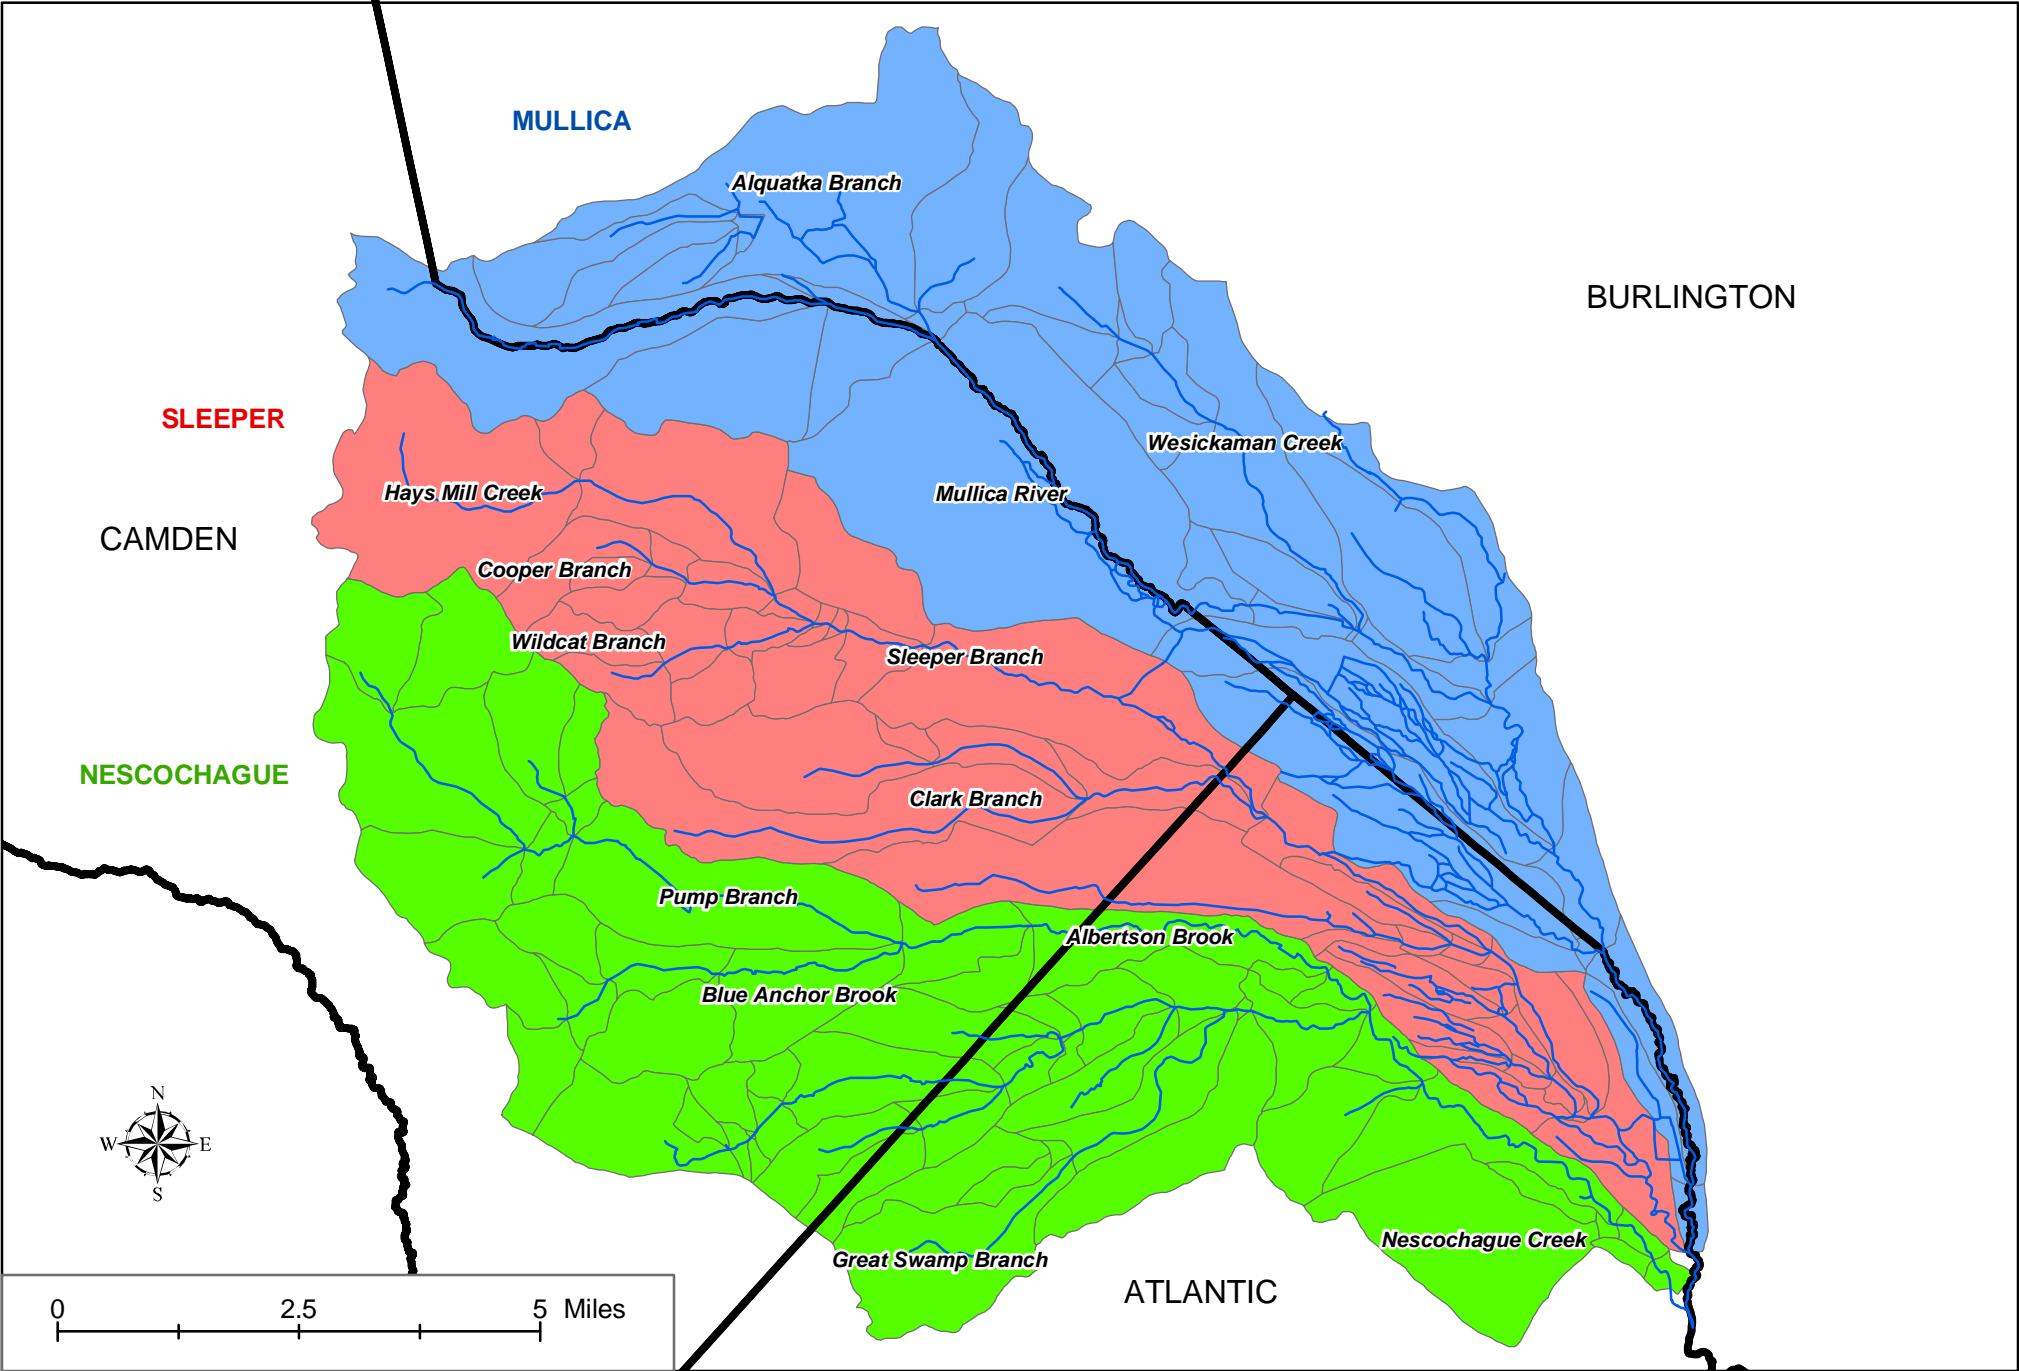 MULLICA
Alquatka Branch
BURLINGTON
SLEEPER
Wesickaman Creek
Hays Mill Creek
Mullica River
CAMDEN
Cooper Branch
Wildcat Branch
Sleeper Branch
NESCOCHAGUE
Clark Branch
Pump Branch
Albertson Brook
Blue Anchor Brook
N
W E
S
Nescochague Creek
Great Swamp Branch
ATLANTIC
0 2.5 5 Miles